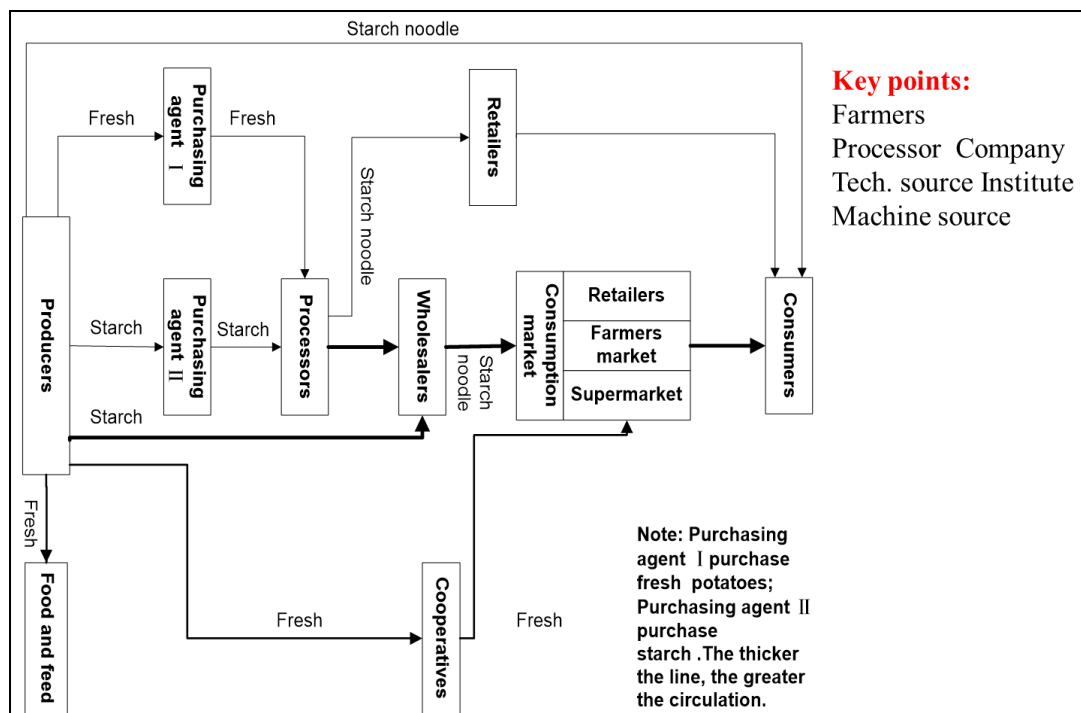 Starch noodle
Key points:
Farmers
Processor Company
Tech. source Institute
Machine source
Fresh
Purchasing
agent Ⅰ
Fresh
Retailers
Starch noodle
Producers
Starch
Purchasing
agent Ⅱ
Starch
Processors
Wholesalers
Starch
noodle
Consumption
market
Retailers
Farmers
market
Supermarket
Consumers
Starch
Fresh
Food and feed
Fresh
Cooperatives
Fresh
Note: Purchasing
agent Ⅰ purchase
fresh potatoes;
Purchasing agent Ⅱ
purchase
starch .The thicker
the line, the greater
the circulation.